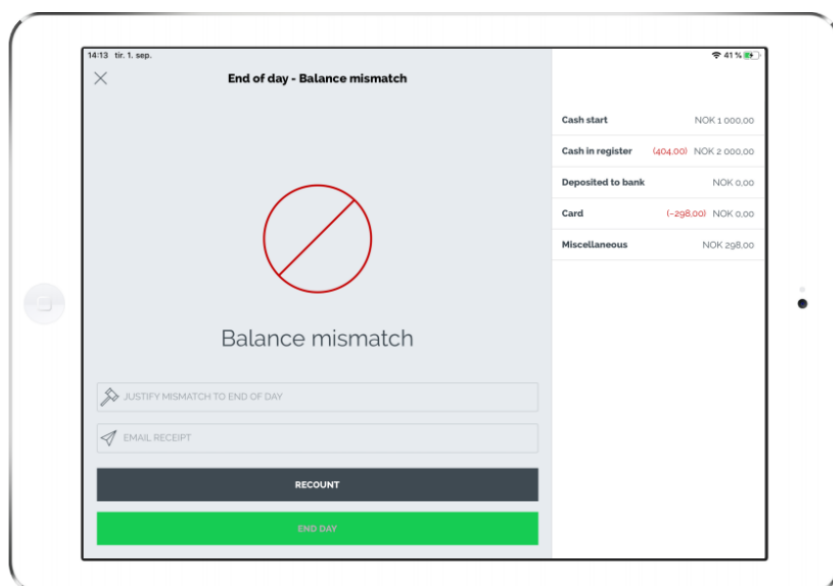 14:13 tir. 1. sep.
41 %
End of day - Balance mismatch
Balance mismatch
JUSTIFY MISMATCH TO END OF DAY
EMAIL RECEIPT
RECOUNT
END DAY
Cash start NOK 1 000,00
Cash in register (404,00) NOK 2 000,00
Deposited to bank NOK 0,00
Card (-298,00) NOK 0,00
Miscellaneous NOK 298,00